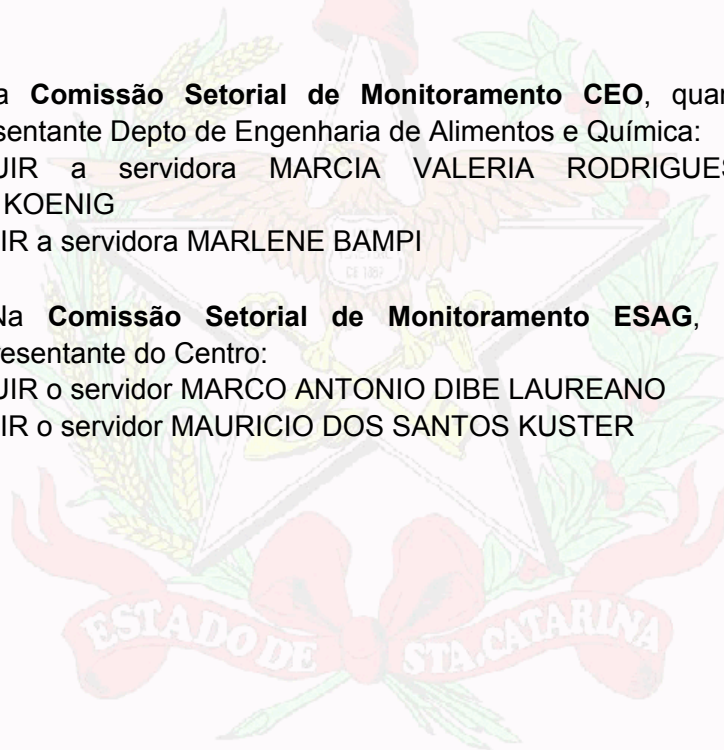 a Comissão Setorial de Monitoramento CEO, quan
sentante Depto de Engenharia de Alimentos e Química:
UIR a servidora MARCIA VALERIA RODRIGUES
KOENIG
IR a servidora MARLENE BAMPI
Na Comissão Setorial de Monitoramento ESAG,
resentante do Centro:
UIR o servidor MARCO ANTONIO DIBE LAUREANO
IR o servidor MAURICIO DOS SANTOS KUSTER
ESTADO DE STA.CATARINA